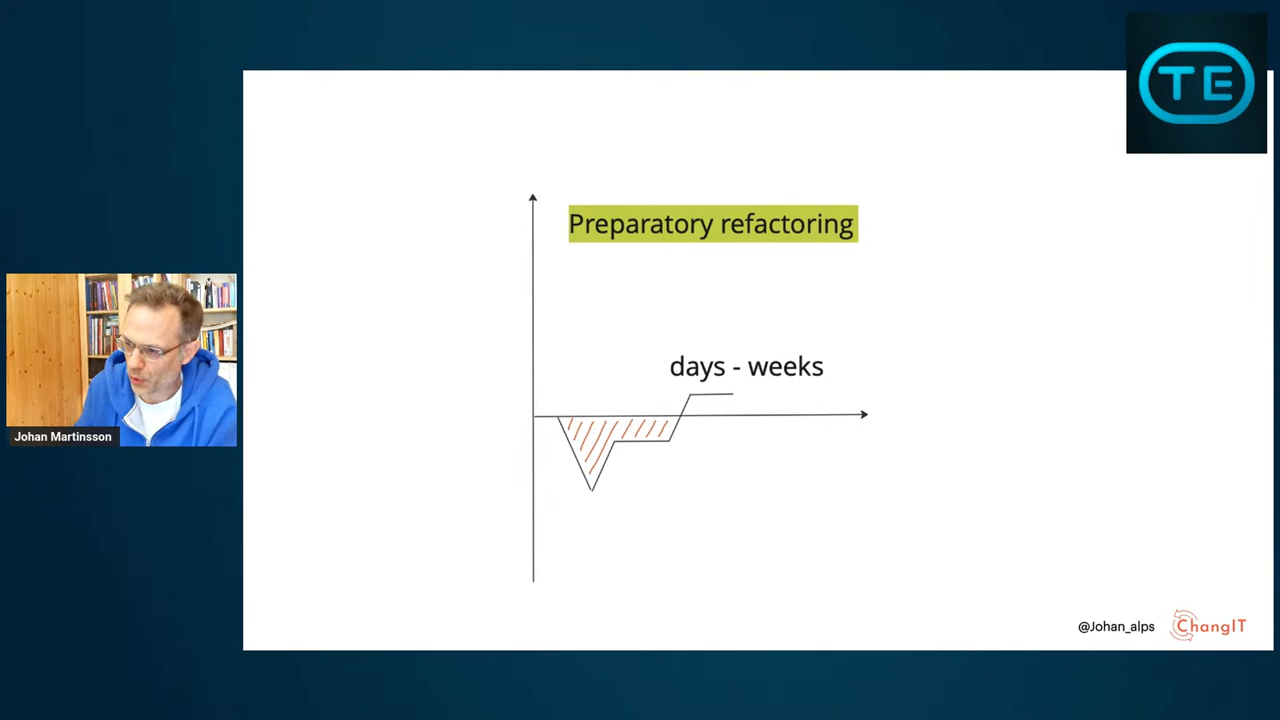 TE
Preparatory refactoring
days - weeks
Johan Martinsson
@Johan_alps
ChangIT